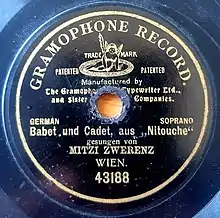 GRAMOPHONE RECORD
TRADE MARK
PATENTED PATENTED
Manufactured by
The Gramophone & Typewriter Ltd.,
and Sister Companies.
GERMAN SOPRANO
Babet „und Cadet, aus „Nitouche“
gesungen von
MITZI ZWERENZ
WIEN.
43188